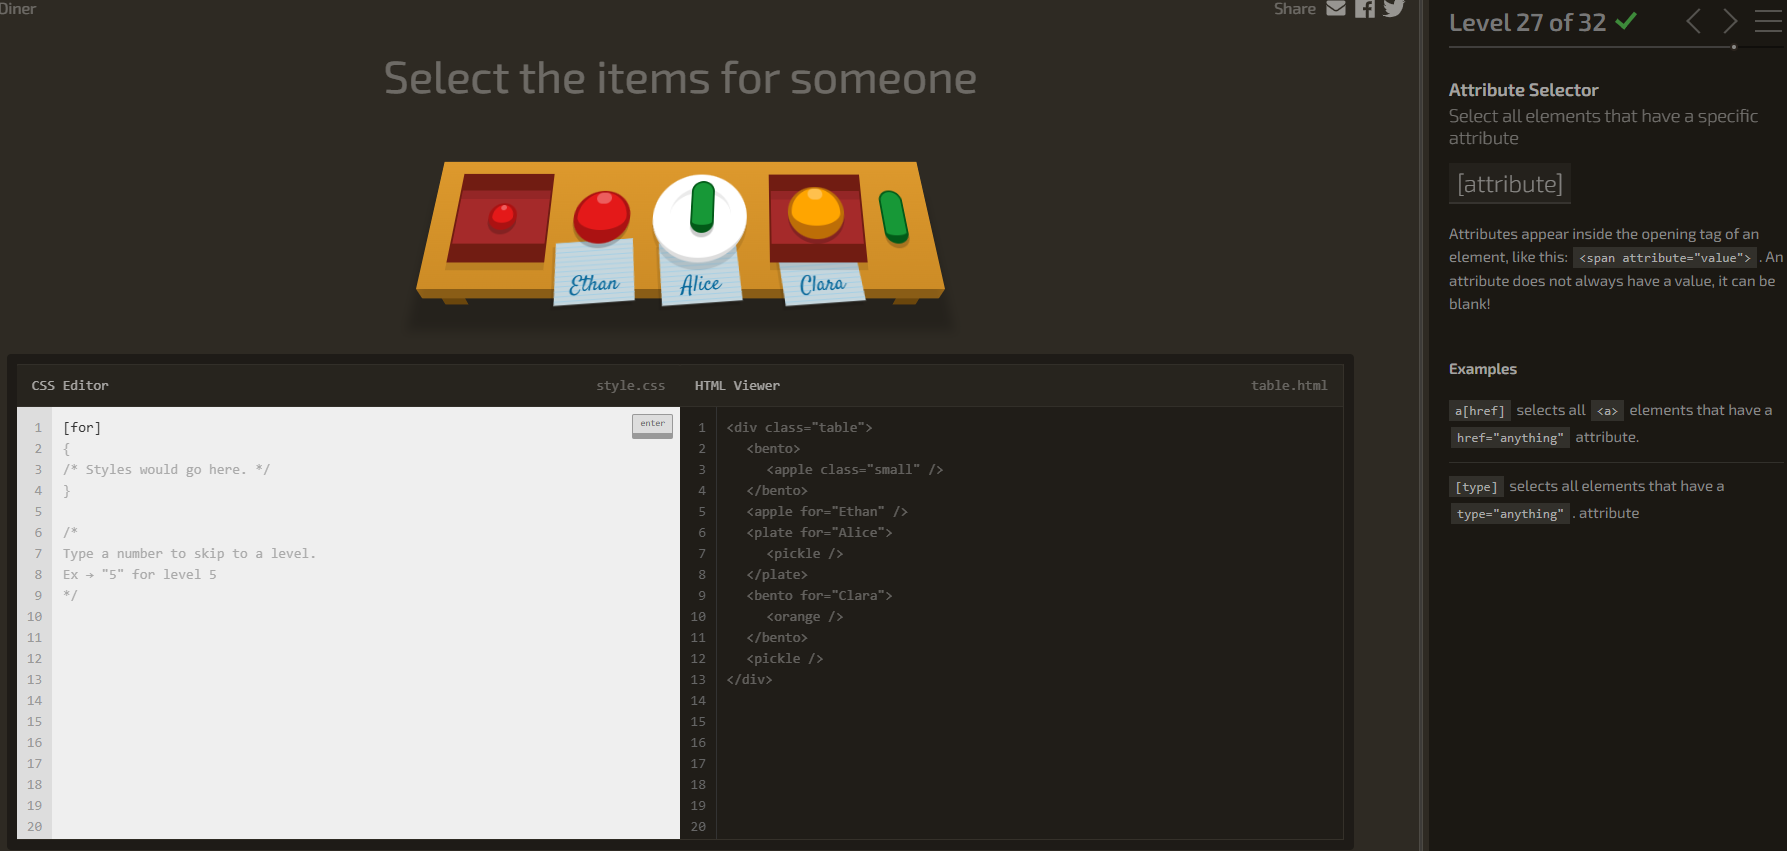 Diner
Share
Select the items for someone
Ethan
Alice
Clara
CSS Editor
style.css
1 [for]
enter
2 {
3 /* Styles would go here. */
4 }
5
6 /*
7 Type a number to skip to a level.
8 Ex → "5" for level 5
9 */
10
11
12
13
14
15
16
17
18
19
20
HTML Viewer
table.html
1 <div class="table">
2 <bento>
3 <apple class="small" />
4 </bento>
5 <apple for="Ethan" />
6 <plate for="Alice">
7 <pickle />
8 </plate>
9 <bento for="Clara">
10 <orange />
11 </bento>
12 <pickle />
13 </div>
14
15
16
17
18
19
20
Level 27 of 32
Attribute Selector
Select all elements that have a specific
attribute
[attribute]
Attributes appear inside the opening tag of an
element, like this: <span attribute="value"> . An
attribute does not always have a value, it can be
blank!
Examples
a[href] selects all <a> elements that have a
href="anything" attribute.
[type] selects all elements that have a
type="anything" . attribute